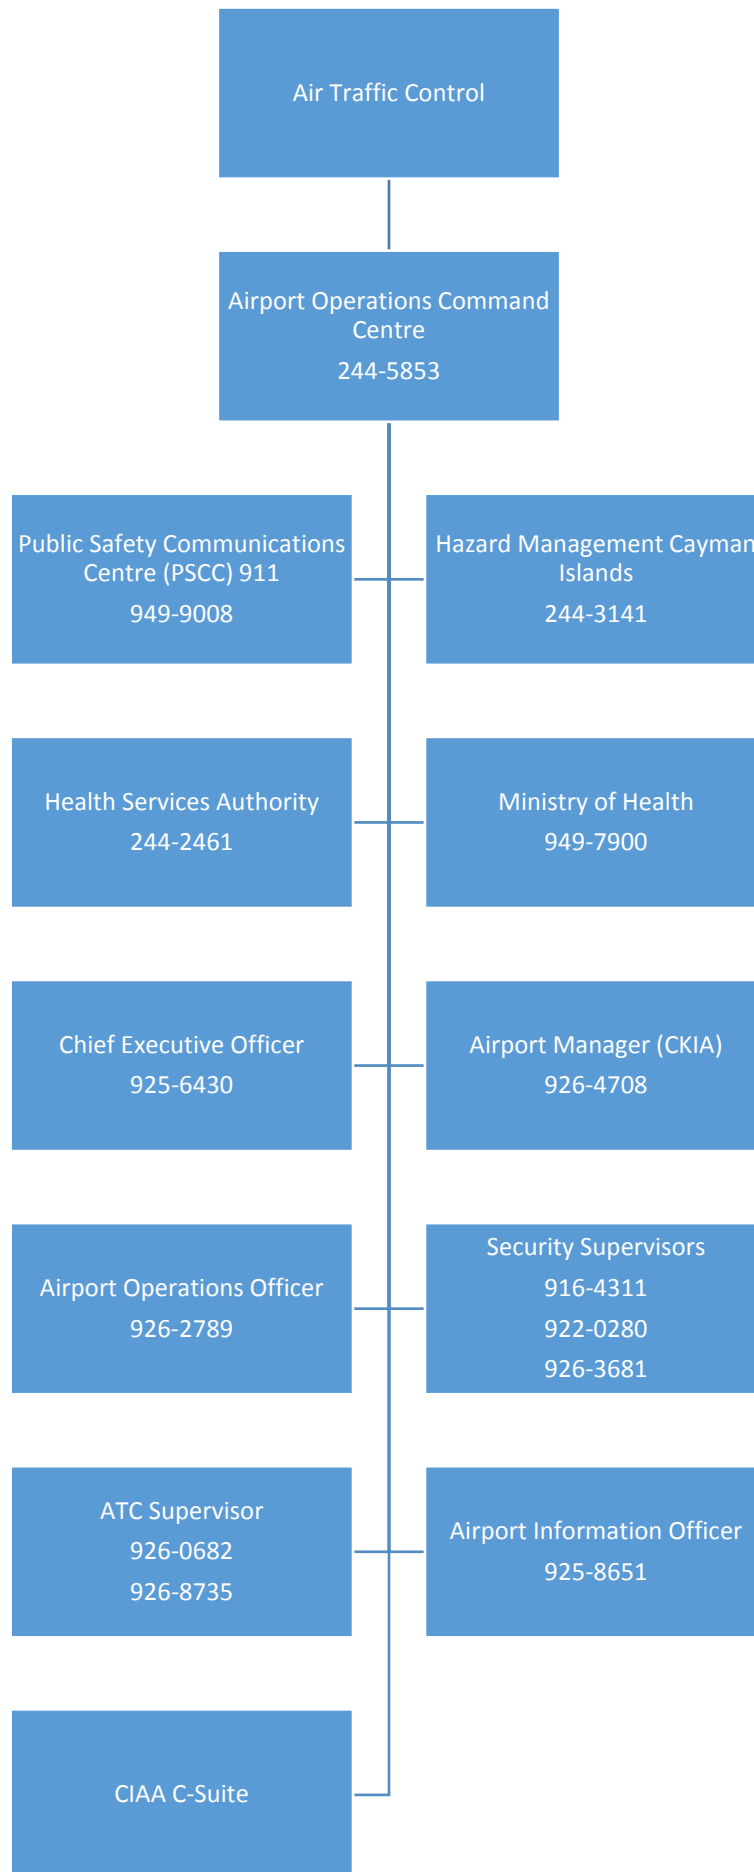 Air Traffic Control
Airport Operations Command
Centre
244-5853
Public Safety Communications
Centre (PSCC) 911
949-9008
Hazard Management Cayman
Islands
244-3141
Health Services Authority
244-2461
Ministry of Health
949-7900
Chief Executive Officer
925-6430
Airport Manager (CKIA)
926-4708
Airport Operations Officer
926-2789
Security Supervisors
916-4311
922-0280
926-3681
ATC Supervisor
926-0682
926-8735
Airport Information Officer
925-8651
CIAA C-Suite